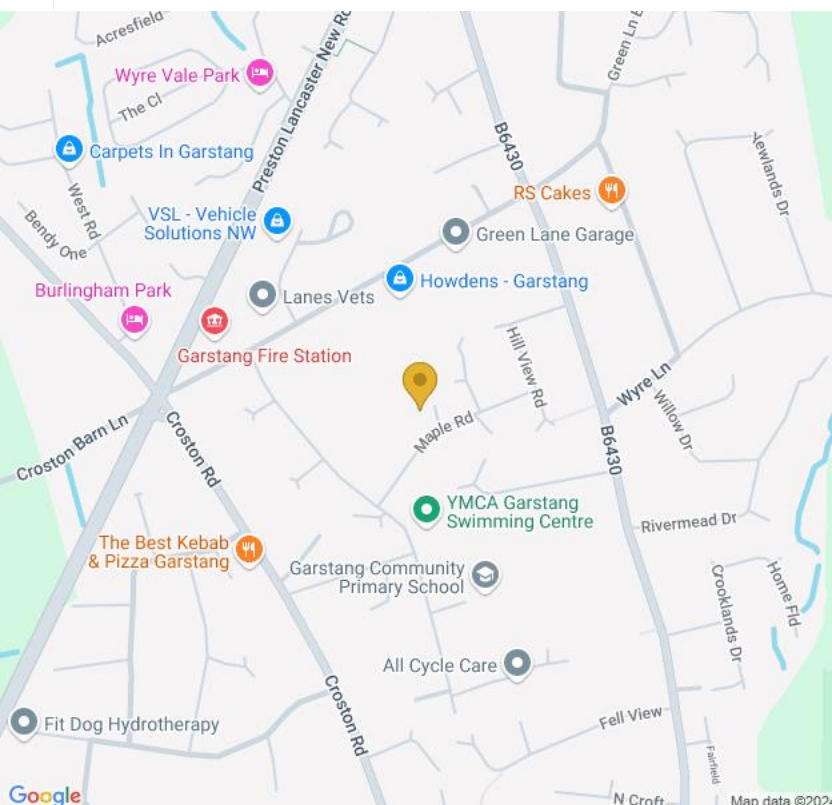 Acresfield
Wyre Vale Park
The Cl
Preston Lancaster New Rd
Green Ln E
B6430
Carpets In Garstang
West Rd
Bendy One
VSL - Vehicle
Solutions NW
RS Cakes
Green Lane Garage
Burlingham Park
Lanes Vets
Howdens - Garstang
Garstang Fire Station
Hill View Rd
Wyre Ln
Willow Dr
Maple Rd
Croston Barn Ln
Croston Rd
B6430
YMCA Garstang
Swimming Centre
Rivermead Dr
The Best Kebab
& Pizza Garstang
Garstang Community
Primary School
Crooklands Dr
Home Fld
All Cycle Care
Croston Rd
Fell View
Fit Dog Hydrotherapy
Fairfield
Google
N Croft
Map data ©2024